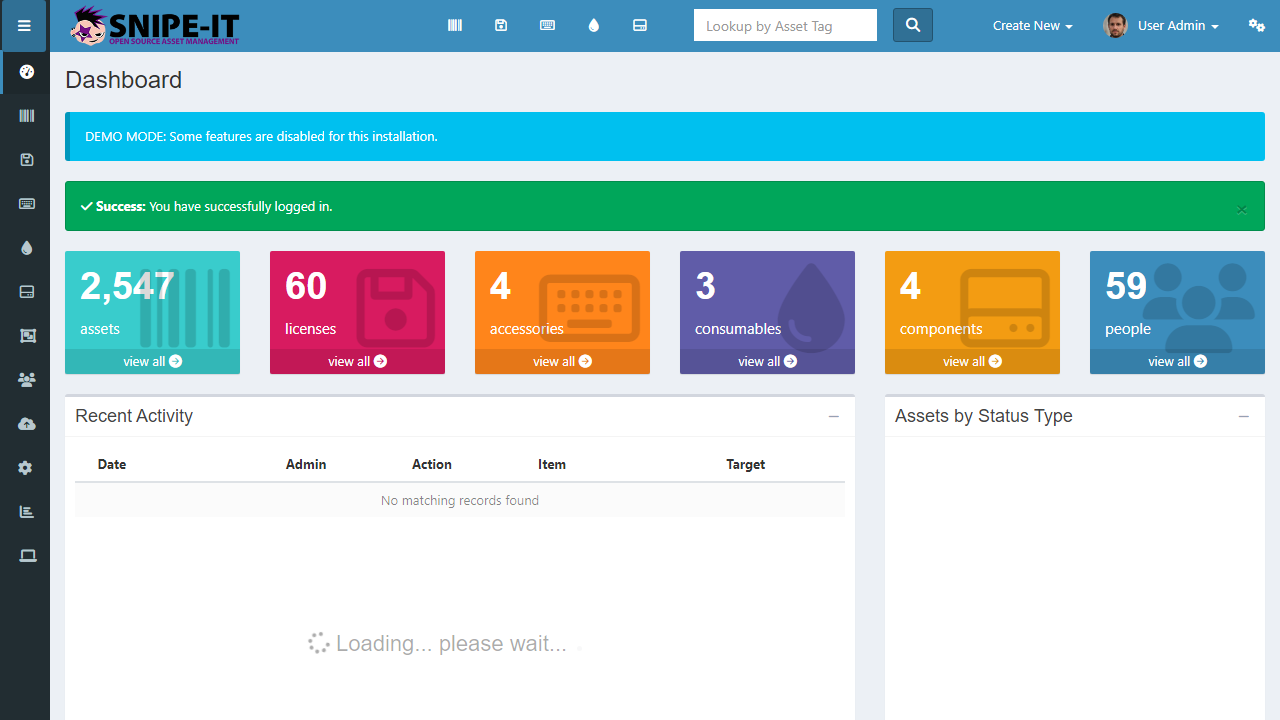 SNIPE-IT
OPEN SOURCE ASSET MANAGEMENT
Lookup by Asset Tag
Create New
User Admin
Dashboard
DEMO MODE: Some features are disabled for this installation.
Success: You have successfully logged in.
×
2,547
assets
view all
60
licenses
view all
4
accessories
view all
3
consumables
view all
4
components
view all
59
people
view all
Recent Activity
Assets by Status Type
Date Admin Action Item Target
No matching records found
Loading... please wait...